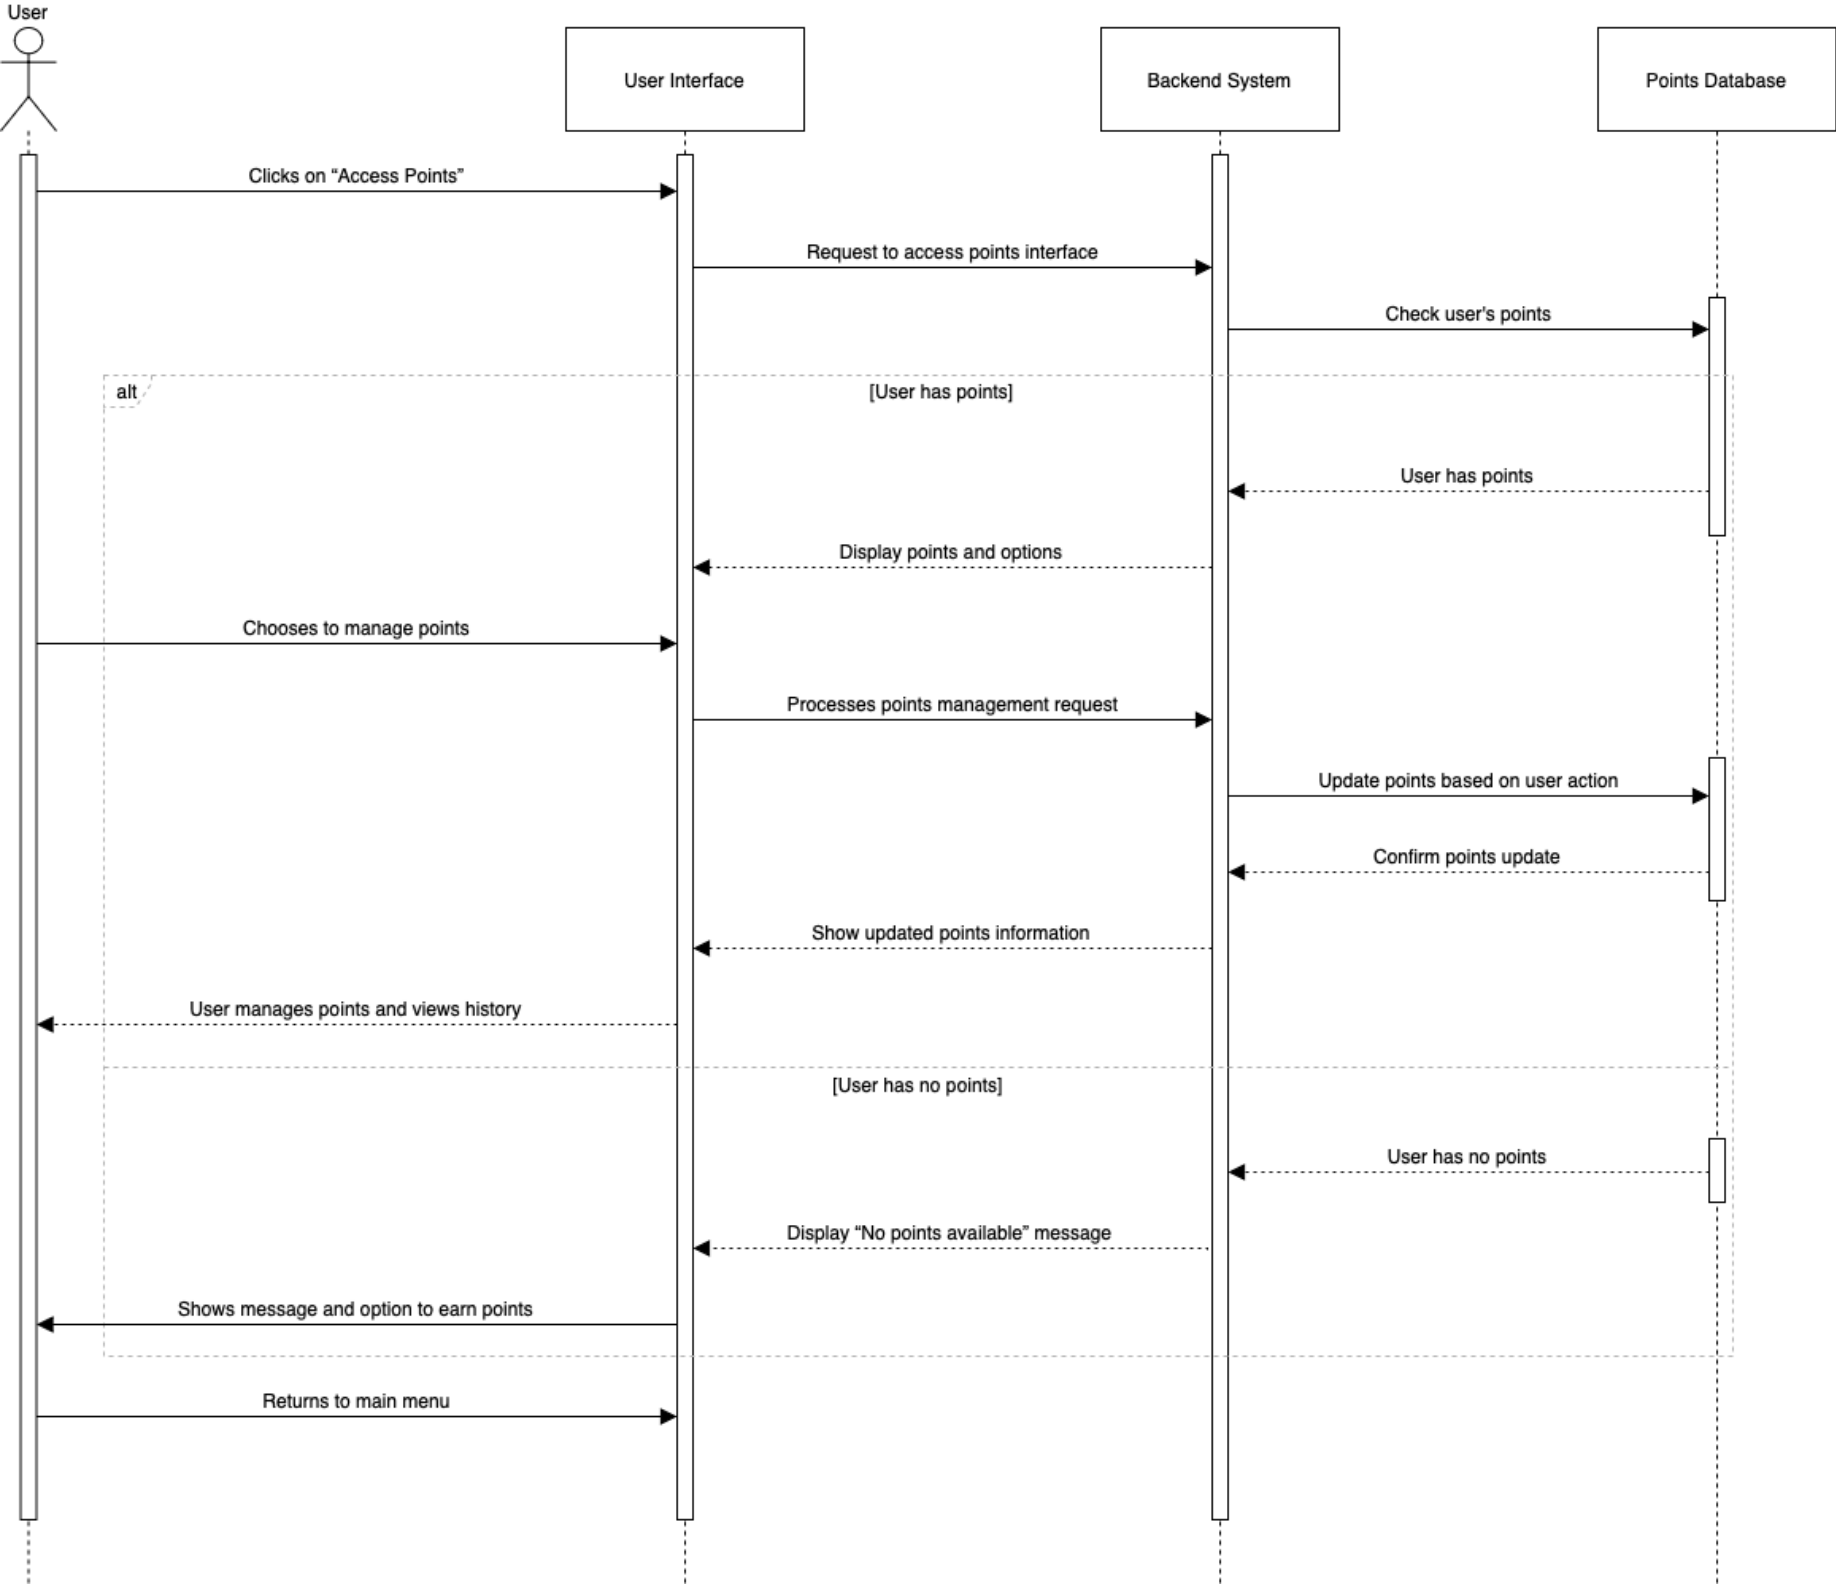 User
User Interface
Backend System
Points Database
Clicks on “Access Points”
Request to access points interface
Check user's points
alt
[User has points]
User has points
Display points and options
Chooses to manage points
Processes points management request
Update points based on user action
Confirm points update
Show updated points information
User manages points and views history
[User has no points]
User has no points
Display “No points available” message
Shows message and option to earn points
Returns to main menu